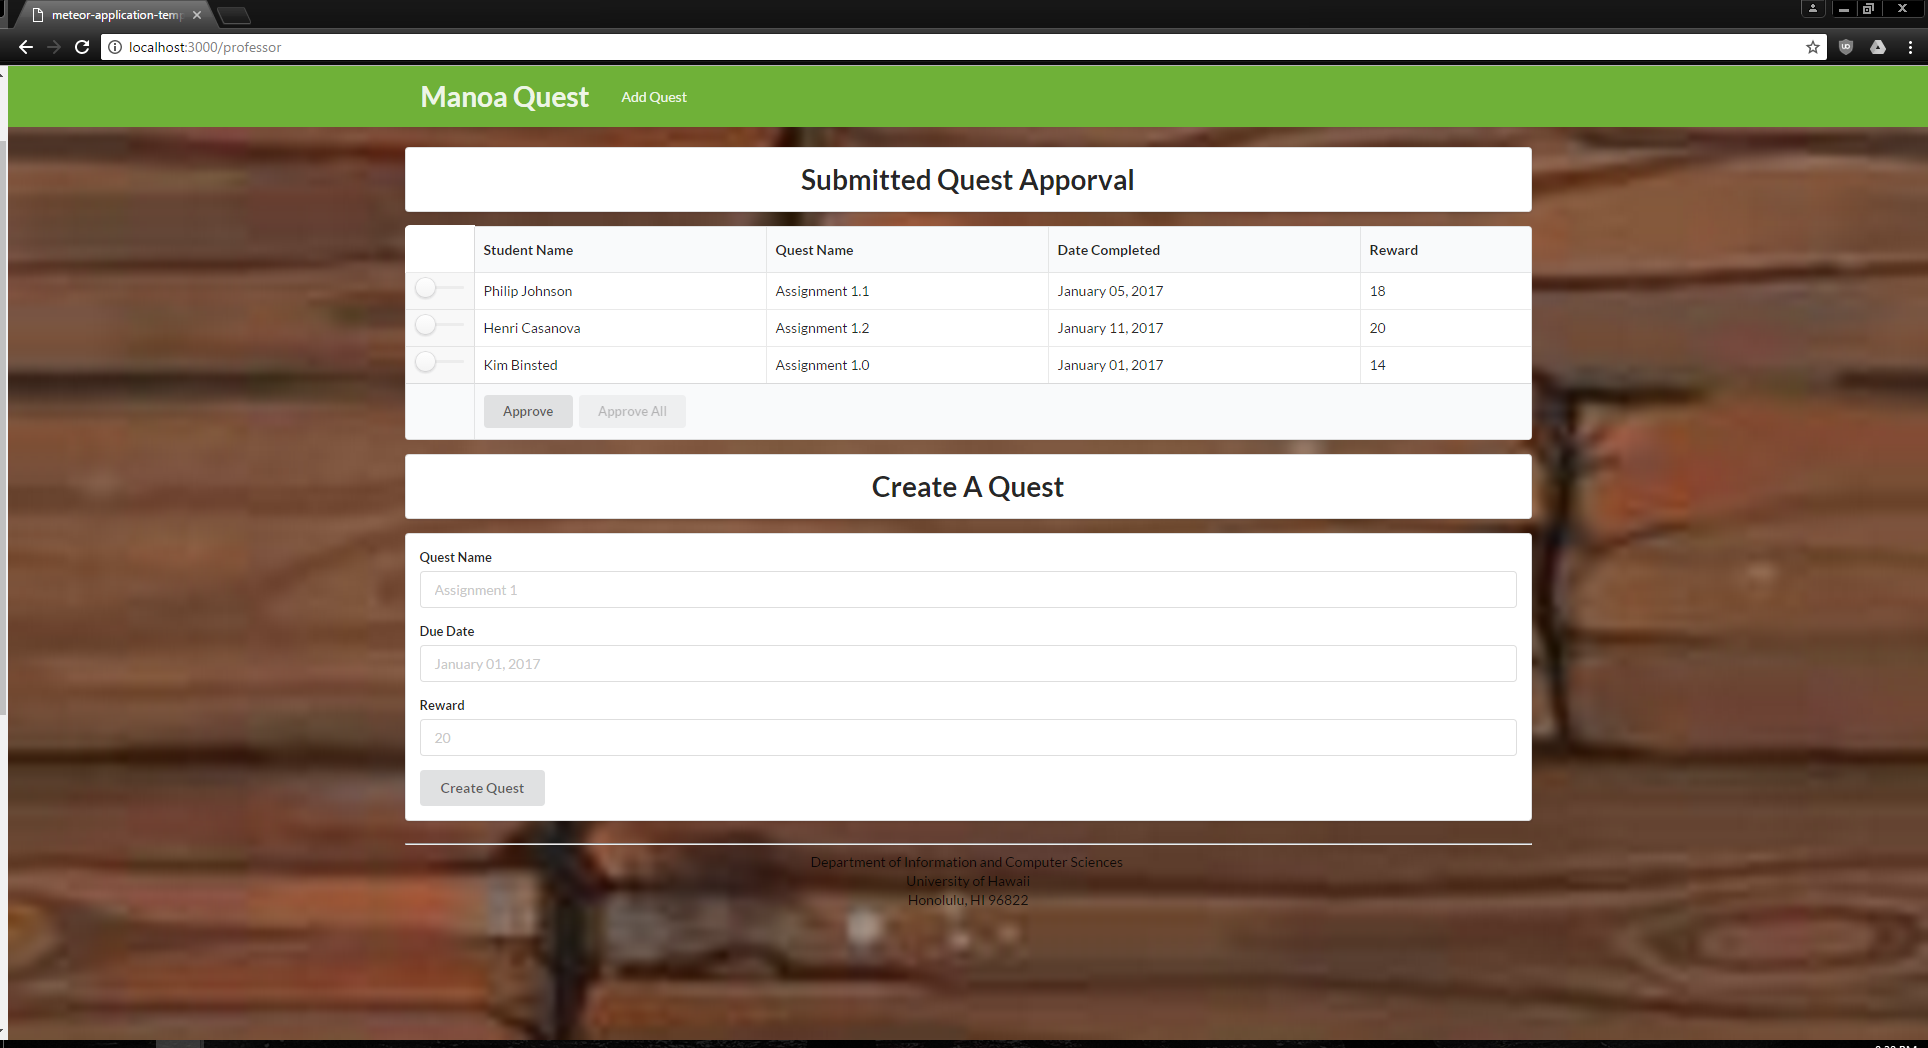 meteor-application-tem
localhost:3000/professor
Manoa Quest Add Quest
Submitted Quest Apporval
Student Name Quest Name Date Completed Reward
Philip Johnson Assignment 1.1 January 05, 2017 18
Henri Casanova Assignment 1.2 January 11, 2017 20
Kim Binsted Assignment 1.0 January 01, 2017 14
Approve Approve All
Create A Quest
Quest Name
Assignment 1
Due Date
January 01, 2017
Reward
20
Create Quest
Department of Information and Computer Sciences
University of Hawaii
Honolulu, HI 96822